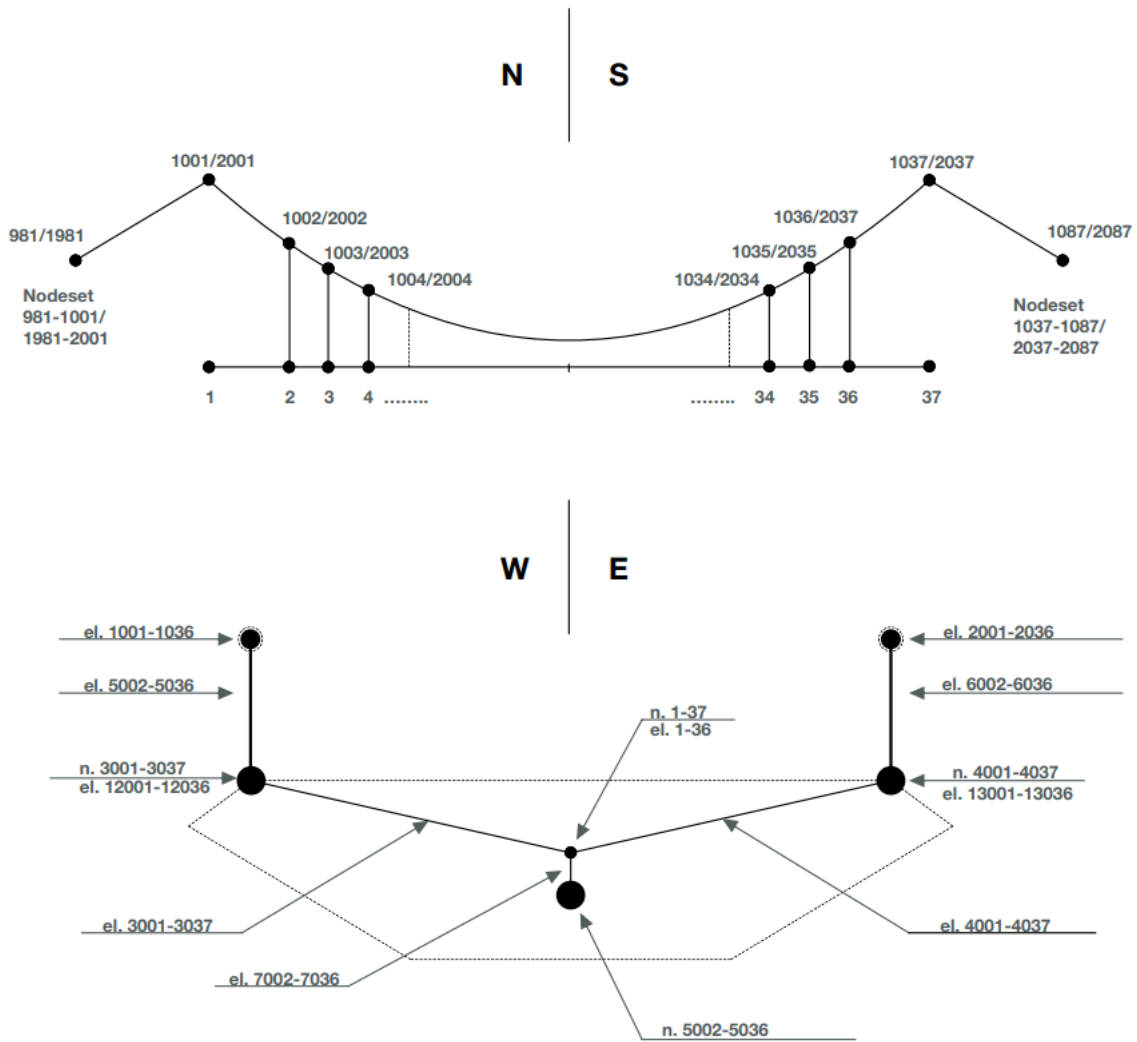 N
S
1001/2001
1037/2037
1002/2002
1036/2037
981/1981
1087/2087
1003/2003
1035/2035
1004/2004
1034/2034
Nodeset
981-1001/
1981-2001
Nodeset
1037-1087/
2037-2087
1
2
3
4
........
........
34
35
36
37
W
E
el. 1001-1036
el. 2001-2036
el. 5002-5036
el. 6002-6036
n. 1-37
el. 1-36
n. 3001-3037
el. 12001-12036
n. 4001-4037
el. 13001-13036
el. 3001-3037
el. 4001-4037
el. 7002-7036
n. 5002-5036